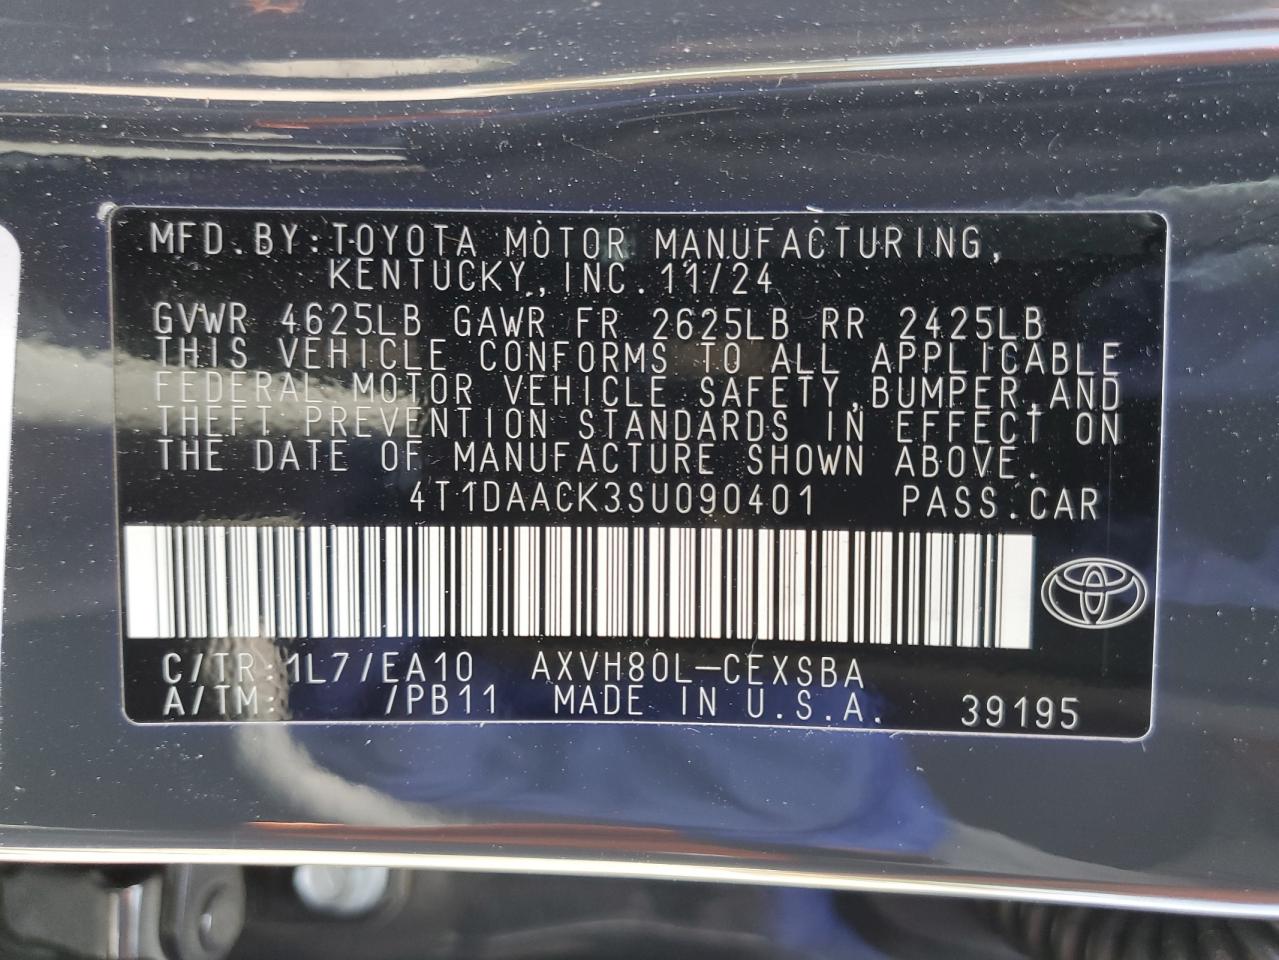 MFD.BY:TOYOTA MOTOR MANUFACTURING,
KENTUCKY,INC.11/24
GVWR 4625LB GAWR FR 2625LB RR 2425LB
THIS VEHICLE CONFORMS TO ALL APPLICABLE
FEDERAL MOTOR VEHICLE SAFETY,BUMPER,AND
THEFT PREVENTION STANDARDS IN EFFECT ON
THE DATE OF MANUFACTURE SHOWN ABOVE.
4T1DAACK3SU090401 PASS.CAR
C/TR:1L7/EA10 AXVH80L-CEXSBA
A/TM: /PB11 MADE IN U.S.A. 39195